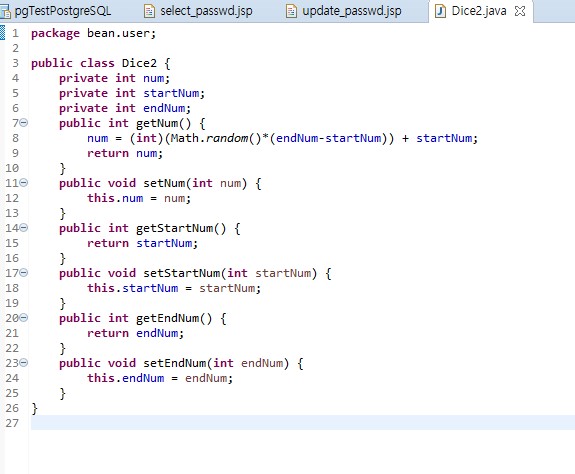 pgTestPostgreSQL select_passwd.jsp update_passwd.jsp Dice2.java
1 package bean.user;
2
3 public class Dice2 {
4     private int num;
5     private int startNum;
6     private int endNum;
7     public int getNum() {
8         num = (int)(Math.random()*(endNum-startNum)) + startNum;
9         return num;
10     }
11     public void setNum(int num) {
12         this.num = num;
13     }
14     public int getStartNum() {
15         return startNum;
16     }
17     public void setStartNum(int startNum) {
18         this.startNum = startNum;
19     }
20     public int getEndNum() {
21         return endNum;
22     }
23     public void setEndNum(int endNum) {
24         this.endNum = endNum;
25     }
26 }
27